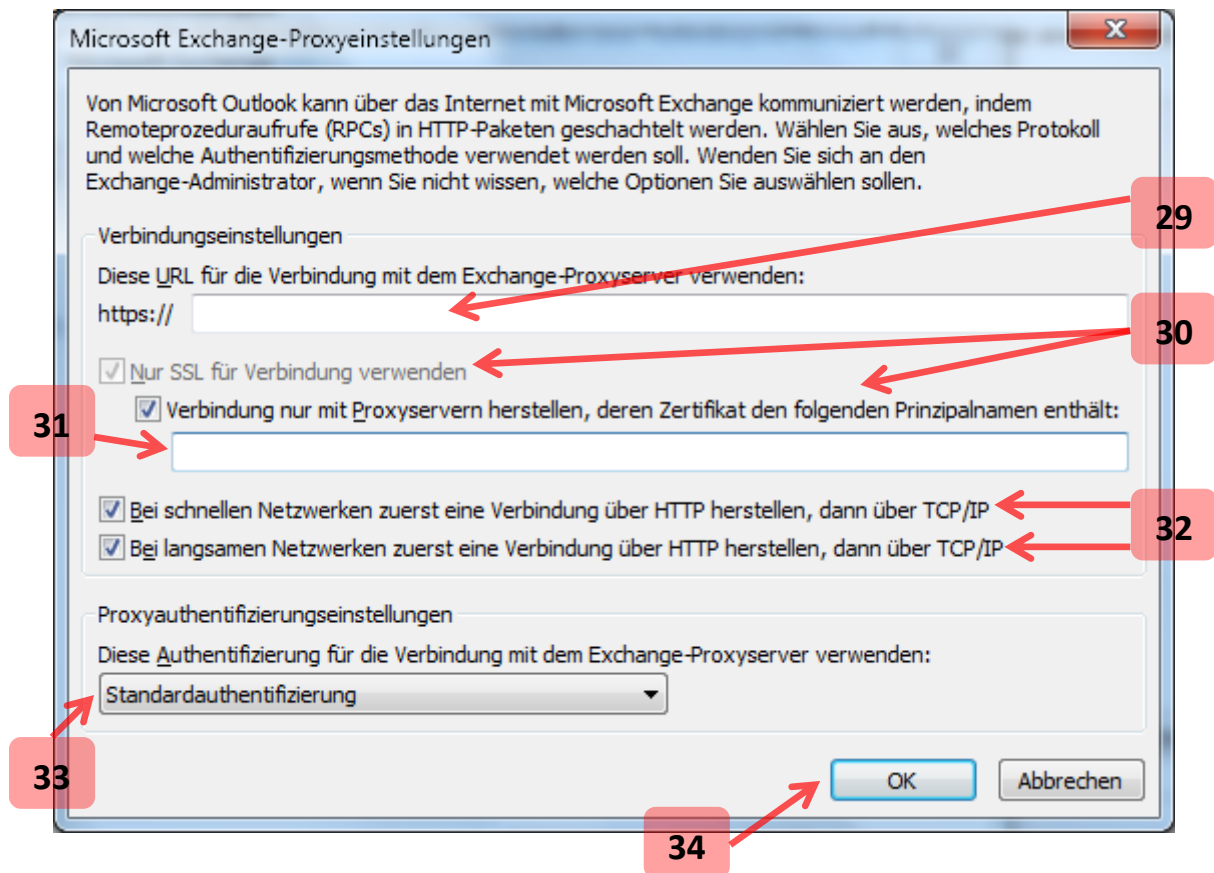 Microsoft Exchange-Proxyeinstellungen
X
Von Microsoft Outlook kann über das Internet mit Microsoft Exchange kommuniziert werden, indem
Remoteprozeduraufrufe (RPCs) in HTTP-Paketen geschachtelt werden. Wählen Sie aus, welches Protokoll
und welche Authentifizierungsmethode verwendet werden soll. Wenden Sie sich an den
Exchange-Administrator, wenn Sie nicht wissen, welche Optionen Sie auswählen sollen.
29
Verbindungseinstellungen
Diese URL für die Verbindung mit dem Exchange-Proxyserver verwenden:
https://
30
Nur SSL für Verbindung verwenden
Verbindung nur mit Proxyservern herstellen, deren Zertifikat den folgenden Prinzipalnamen enthält:
31
Bei schnellen Netzwerken zuerst eine Verbindung über HTTP herstellen, dann über TCP/IP
32
Bei langsamen Netzwerken zuerst eine Verbindung über HTTP herstellen, dann über TCP/IP
Proxyauthentifizierungseinstellungen
Diese Authentifizierung für die Verbindung mit dem Exchange-Proxyserver verwenden:
Standardauthentifizierung
33
OK Abbrechen
34